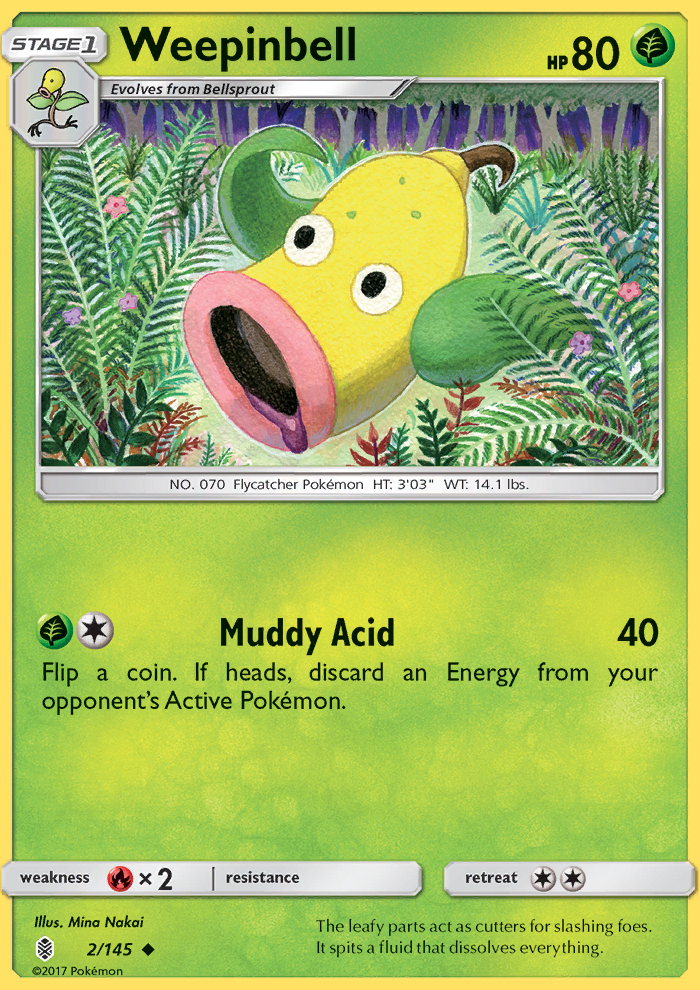 STAGE1
Weepinbell
HP80
Evolves from Bellsprout
NO. 070 Flycatcher Pokémon HT: 3'03" WT: 14.1 lbs.
Muddy Acid 40
Flip a coin. If heads, discard an Energy from your
opponent's Active Pokémon.
weakness ×2 resistance retreat
Illus. Mina Nakai
2/145
©2017 Pokémon
The leafy parts act as cutters for slashing foes.
It spits a fluid that dissolves everything.